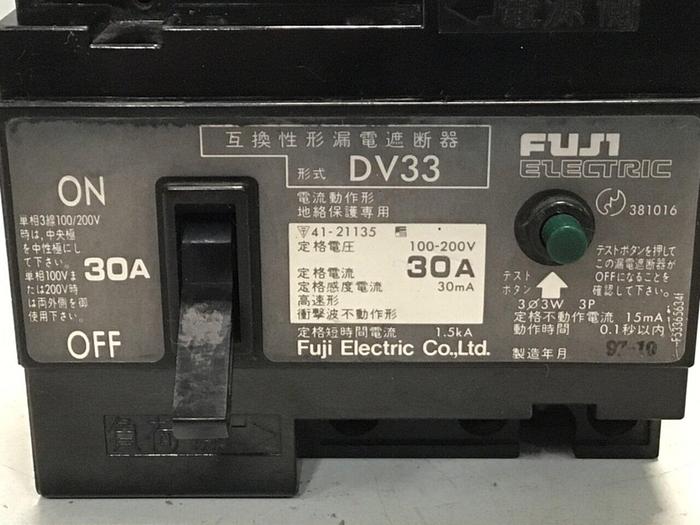 電源側
互換性形漏電遮断器
形式 DV33
FUJI
ELECTRIC
ON
単相3線100/200V
時は、中央極
を中性極にし
て下さい。
単相100Vま
たは200V時
は両外側を御
使用下さい。
30A
OFF
電流動作形
地絡保護専用
41-21135
定格電圧 100-200V
定格電流 30A
定格感度電流 30mA
高速形
衝撃波不動作形
定格短時間電流 1.5kA
Fuji Electric Co.,Ltd.
381016
テスト
ボタン
テストボタンを押して
この漏電遮断器が
OFFになることを
確認して下さい。
3Ø3W 3P
定格不動作電流 15mA
動作時間 0.1秒以内
製造年月 97-10
負荷側